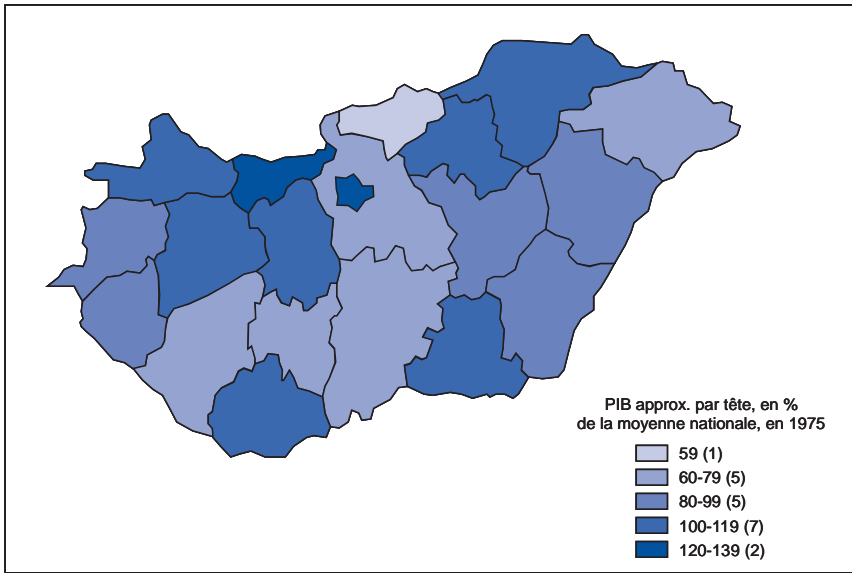 PIB approx. par tête, en %
de la moyenne nationale, en 1975
59 (1)
60-79 (5)
80-99 (5)
100-119 (7)
120-139 (2)